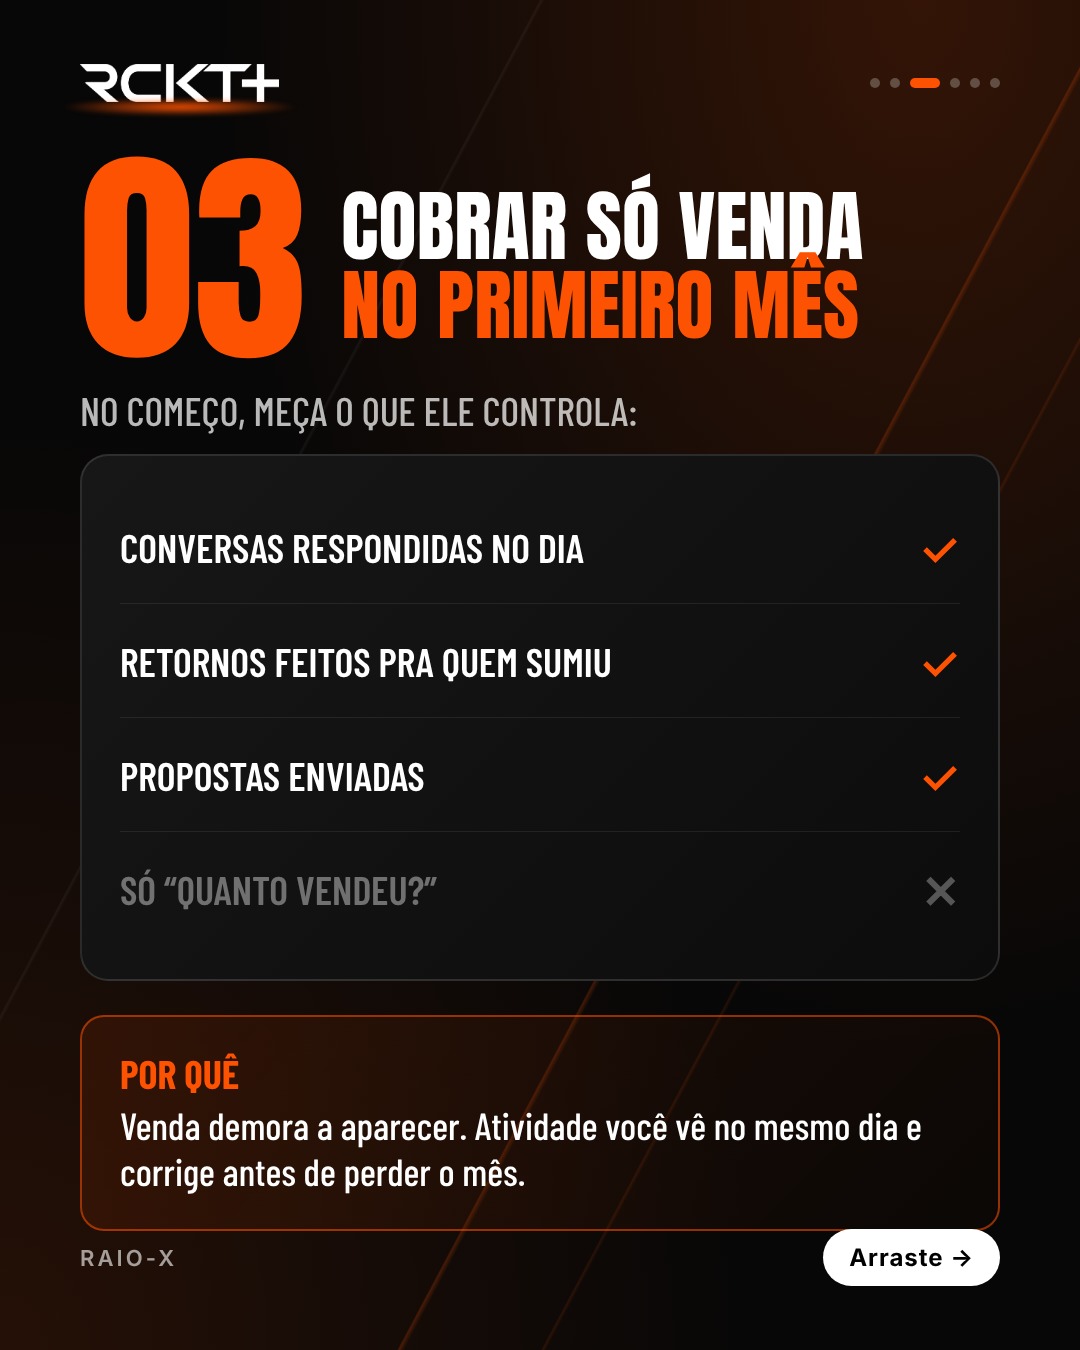 RCKT+
03
COBRAR SÓ VENDA
NO PRIMEIRO MÊS
NO COMEÇO, MEÇA O QUE ELE CONTROLA:
CONVERSAS RESPONDIDAS NO DIA
RETORNOS FEITOS PRA QUEM SUMIU
PROPOSTAS ENVIADAS
SÓ “QUANTO VENDEU?”
POR QUÊ
Venda demora a aparecer. Atividade você vê no mesmo dia e
corrige antes de perder o mês.
RAIO-X
Arraste →